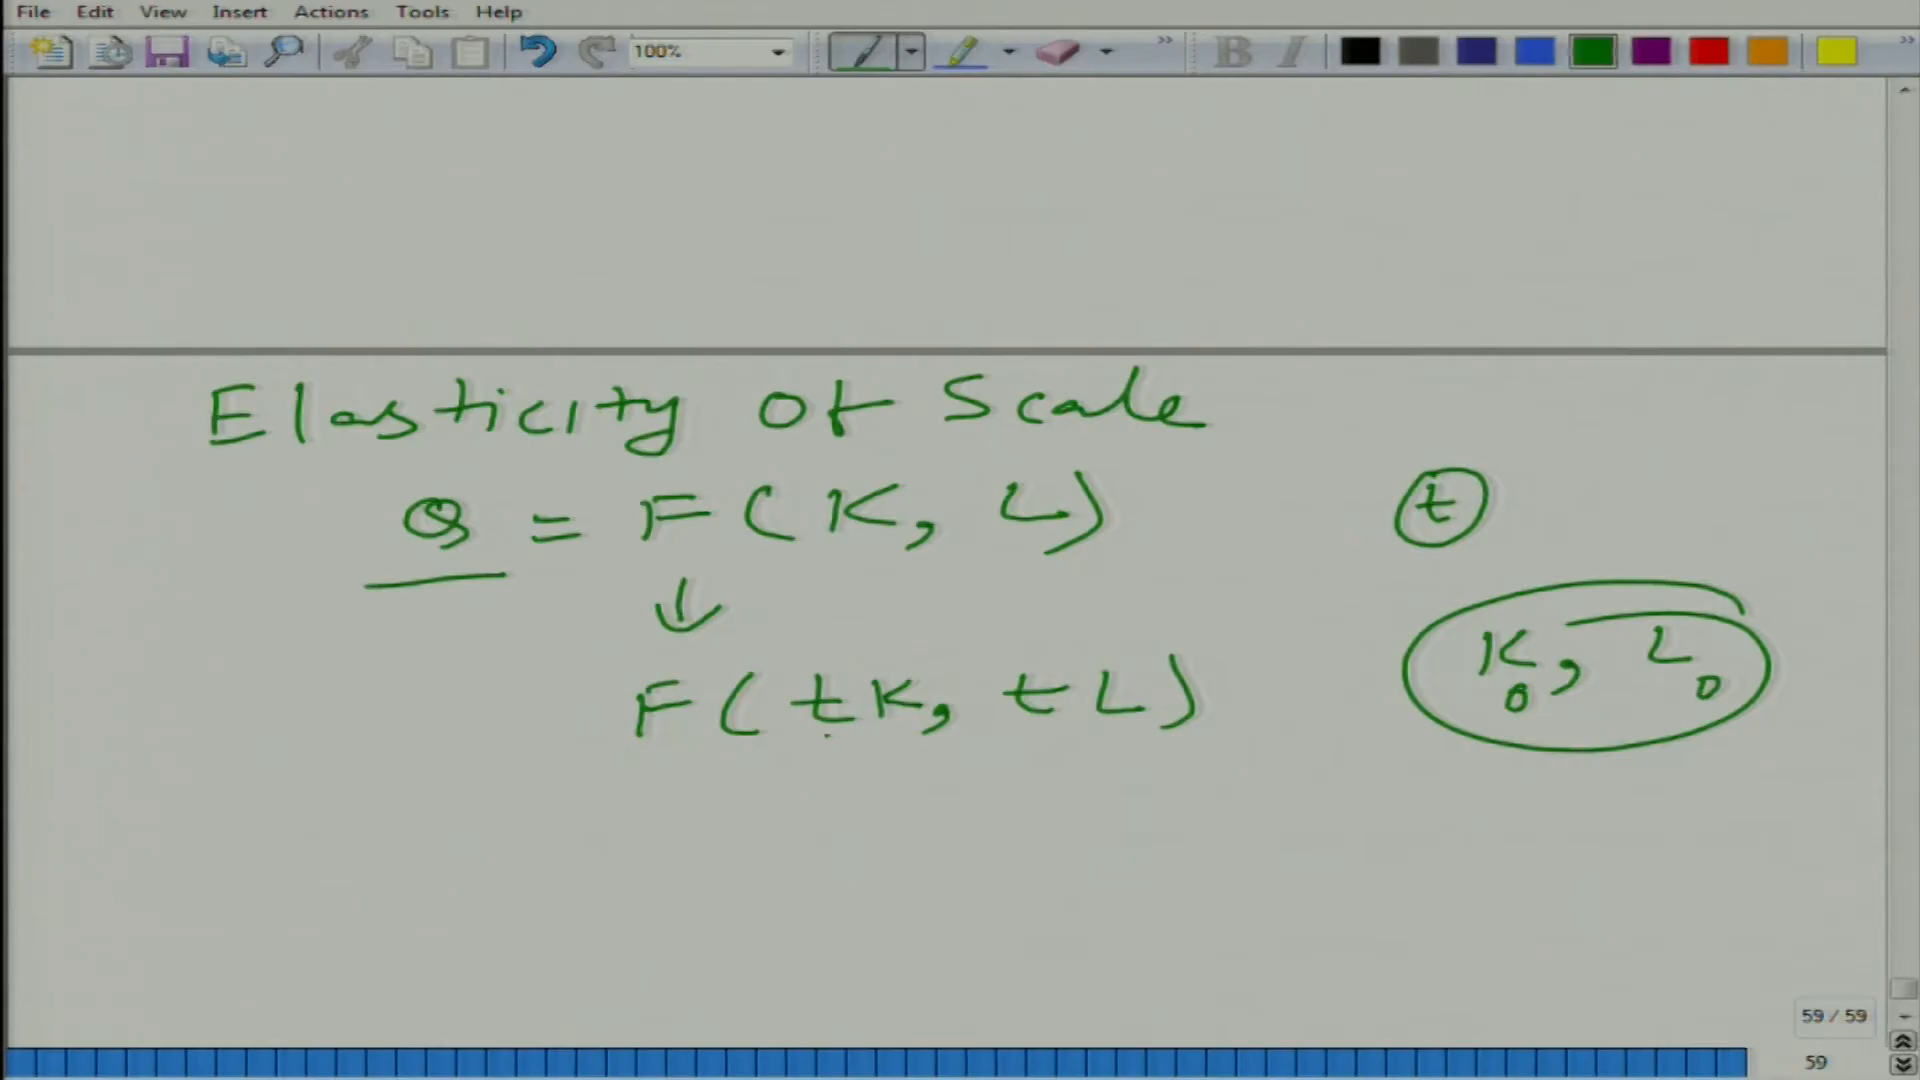 File Edit View Insert Actions Tools Help
100%
B I
Elasticity of Scale
Q = F(K, L)
t
↓
K₀, L₀
F(tK, tL)
59 / 59
59